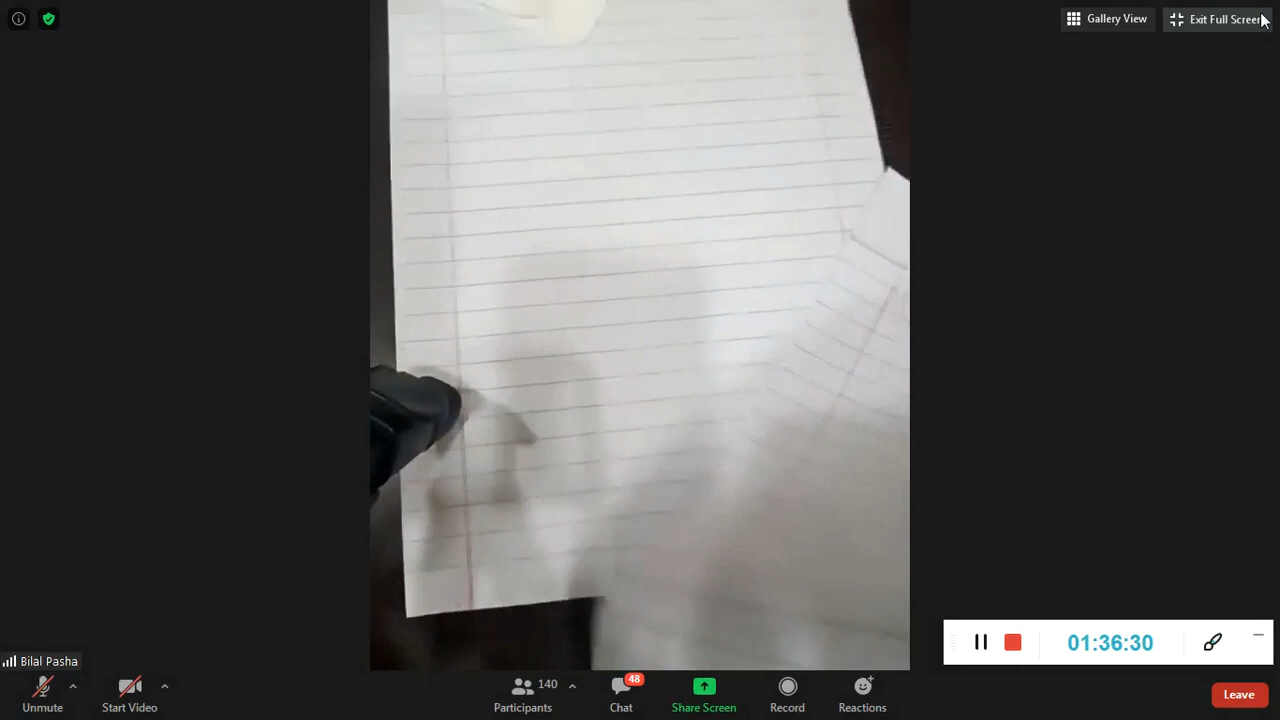 Gallery View
Exit Full Screen
01:36:30
Bilal Pasha
Unmute
Start Video
140
Participants
48
Chat
Share Screen
Record
Reactions
Leave